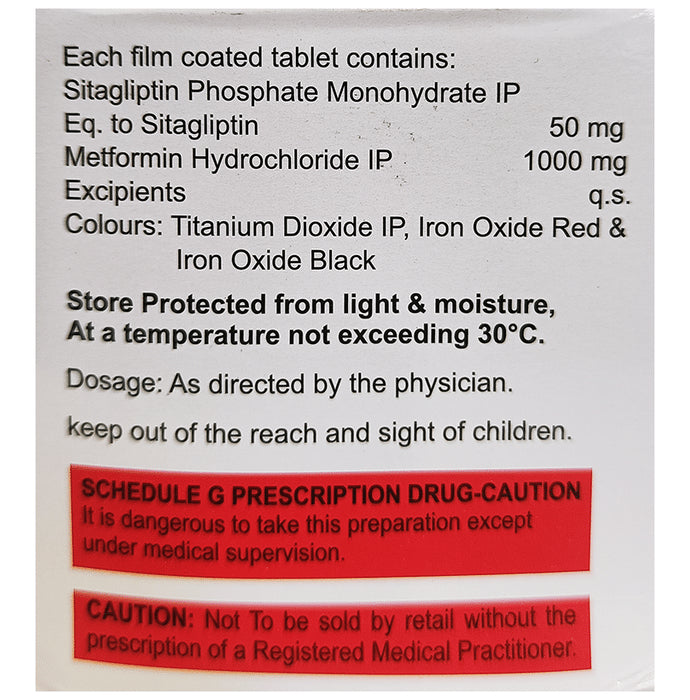 Each film coated tablet contains:
Sitagliptin Phosphate Monohydrate IP
Eq. to Sitagliptin 50 mg
Metformin Hydrochloride IP 1000 mg
Excipients q.s.
Colours: Titanium Dioxide IP, Iron Oxide Red &
Iron Oxide Black
Store Protected from light & moisture,
At a temperature not exceeding 30°C.
Dosage: As directed by the physician.
keep out of the reach and sight of children.
SCHEDULE G PRESCRIPTION DRUG-CAUTION
It is dangerous to take this preparation except
under medical supervision.
CAUTION: Not To be sold by retail without the
prescription of a Registered Medical Practitioner.